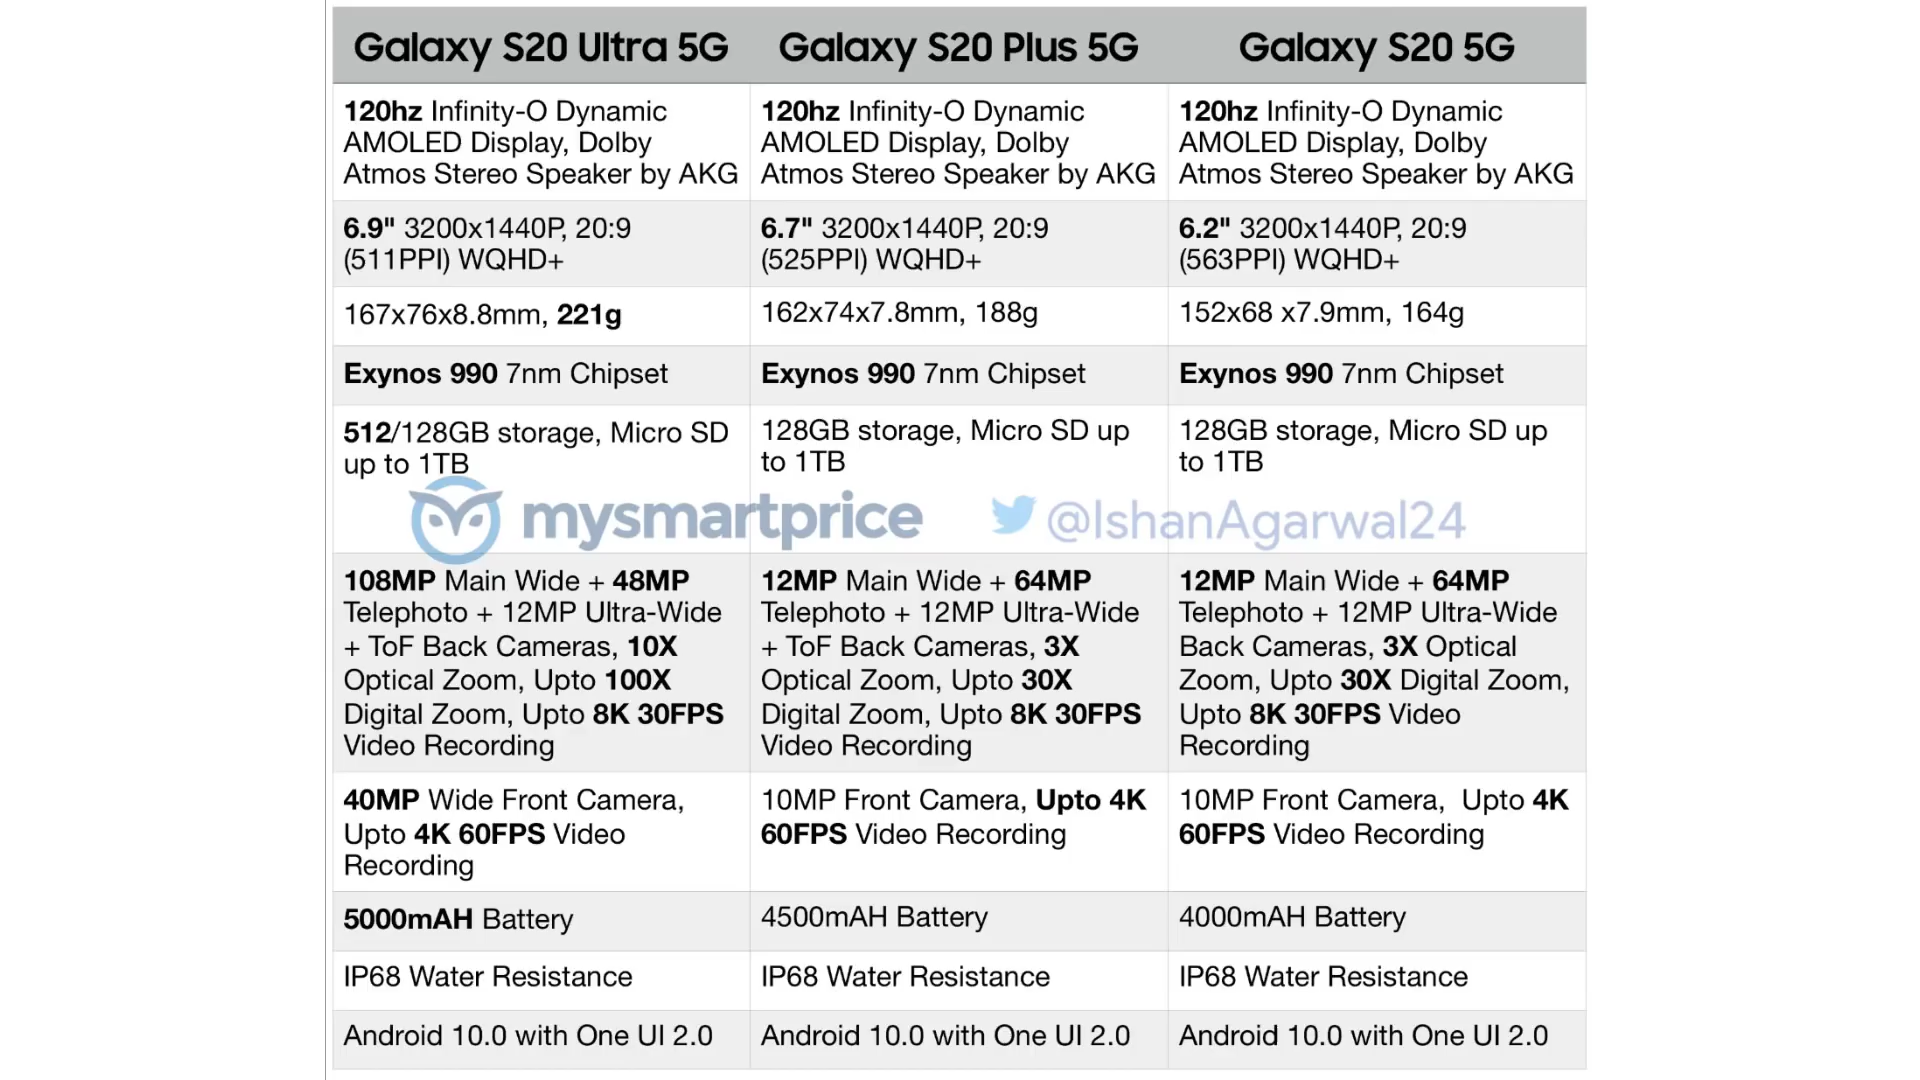 Galaxy S20 Ultra 5G
Galaxy S20 Plus 5G
Galaxy S20 5G
120hz Infinity-O Dynamic
AMOLED Display, Dolby
Atmos Stereo Speaker by AKG
120hz Infinity-O Dynamic
AMOLED Display, Dolby
Atmos Stereo Speaker by AKG
120hz Infinity-O Dynamic
AMOLED Display, Dolby
Atmos Stereo Speaker by AKG
6.9" 3200x1440P, 20:9
(511PPI) WQHD+
6.7" 3200x1440P, 20:9
(525PPI) WQHD+
6.2" 3200x1440P, 20:9
(563PPI) WQHD+
167x76x8.8mm, 221g
162x74x7.8mm, 188g
152x68 x7.9mm, 164g
Exynos 990 7nm Chipset
Exynos 990 7nm Chipset
Exynos 990 7nm Chipset
512/128GB storage, Micro SD
up to 1TB
128GB storage, Micro SD up
to 1TB
128GB storage, Micro SD up
to 1TB
mysmartprice
@IshanAgarwal24
108MP Main Wide + 48MP
Telephoto + 12MP Ultra-Wide
+ ToF Back Cameras, 10X
Optical Zoom, Upto 100X
Digital Zoom, Upto 8K 30FPS
Video Recording
12MP Main Wide + 64MP
Telephoto + 12MP Ultra-Wide
+ ToF Back Cameras, 3X
Optical Zoom, Upto 30X
Digital Zoom, Upto 8K 30FPS
Video Recording
12MP Main Wide + 64MP
Telephoto + 12MP Ultra-Wide
Back Cameras, 3X Optical
Zoom, Upto 30X Digital Zoom,
Upto 8K 30FPS Video
Recording
40MP Wide Front Camera,
Upto 4K 60FPS Video
Recording
10MP Front Camera, Upto 4K
60FPS Video Recording
10MP Front Camera, Upto 4K
60FPS Video Recording
5000mAH Battery
4500mAH Battery
4000mAH Battery
IP68 Water Resistance
IP68 Water Resistance
IP68 Water Resistance
Android 10.0 with One UI 2.0
Android 10.0 with One UI 2.0
Android 10.0 with One UI 2.0